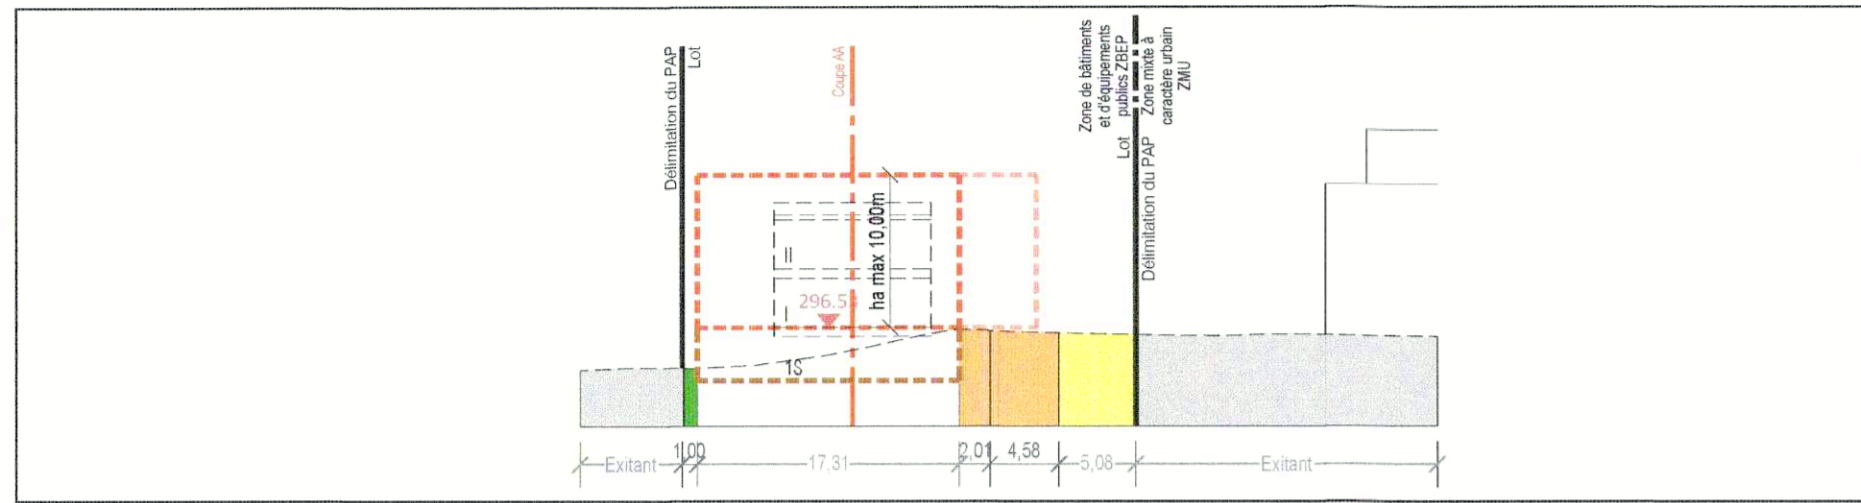 Délimitation du PAP
Lot
Coupe AA
Zone de bâtiments
et d'équipements
publics ZBEP
Lot
Zone mixte à
caractère urbain
ZMU
Délimitation du PAP
ha max 10,00m
II
296.5
I
1S
Exitant
1,00
17,31
2,01
4,58
5,08
Exitant